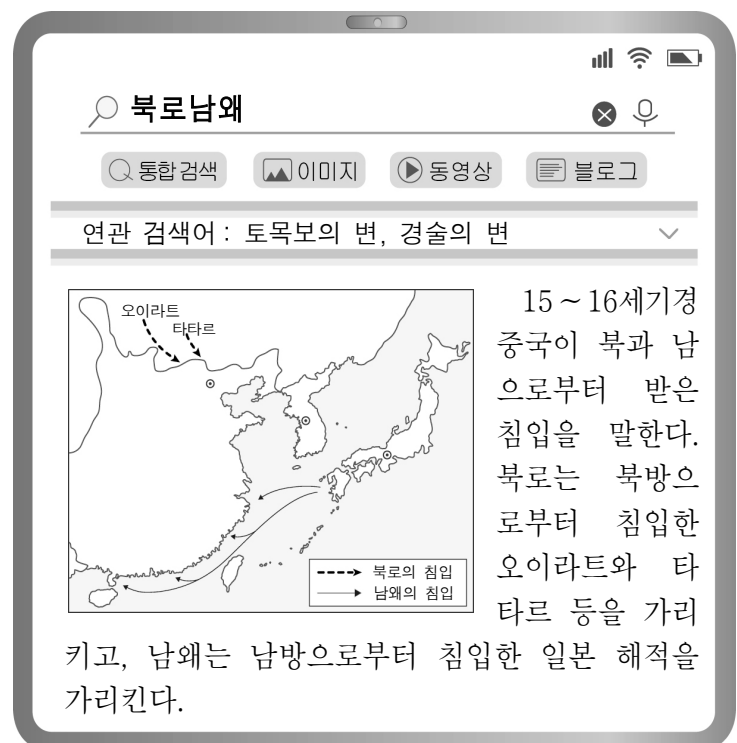 북로남왜
통합검색 이미지 동영상 블로그
연관 검색어 : 토목보의 변, 경술의 변
오이라트
타타르
북로의 침입
남왜의 침입
15 ~ 16세기경
중국이 북과 남
으로부터 받은
침입을 말한다.
북로는 북방으
로부터 침입한
오이라트와 타
타르 등을 가리
키고, 남왜는 남방으로부터 침입한 일본 해적을
가리킨다.